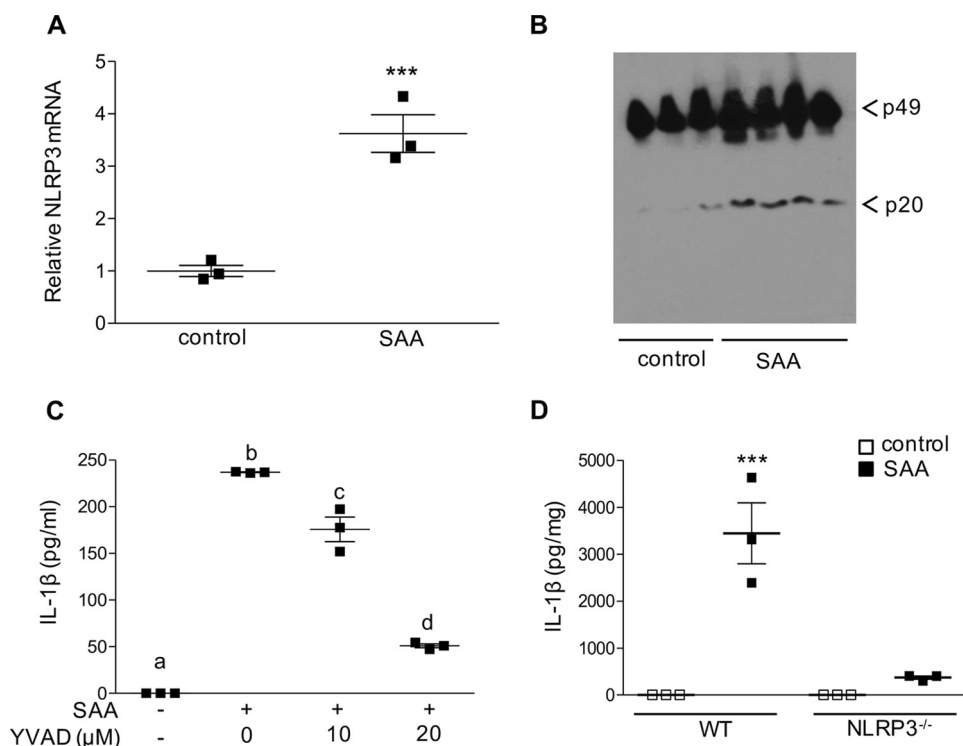 A
Relative NLRP3 mRNA
5
4
3
2
1
0
***
control
SAA
B
< p49
< p20
control
SAA
C
IL-1β (pg/ml)
250
200
150
100
50
0
a
b
c
d
SAA - + + +
YVAD (µM) - 0 10 20
D
control
SAA
IL-1β (pg/mg)
5000
4000
3000
2000
1000
0
***
WT
NLRP3-/-